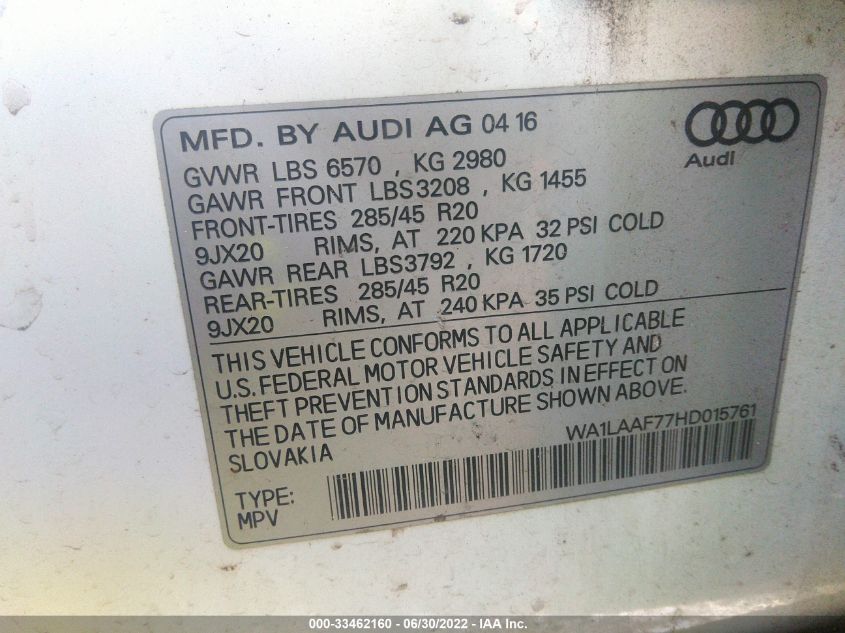 MFD. BY AUDI AG 04 16
Audi
GVWR LBS 6570 , KG 2980
GAWR FRONT LBS3208 , KG 1455
FRONT-TIRES 285/45 R20
9JX20 RIMS, AT 220 KPA 32 PSI COLD
GAWR REAR LBS3792 , KG 1720
REAR-TIRES 285/45 R20
9JX20 RIMS, AT 240 KPA 35 PSI COLD
THIS VEHICLE CONFORMS TO ALL APPLICABLE
U.S. FEDERAL MOTOR VEHICLE SAFETY AND
THEFT PREVENTION STANDARDS IN EFFECT ON
THE DATE OF MANUFACTURE SHOWN ABOVE.
SLOVAKIA
WA1LAAF77HD015761
TYPE:
MPV
000-33462160 - 06/30/2022 - IAA Inc.